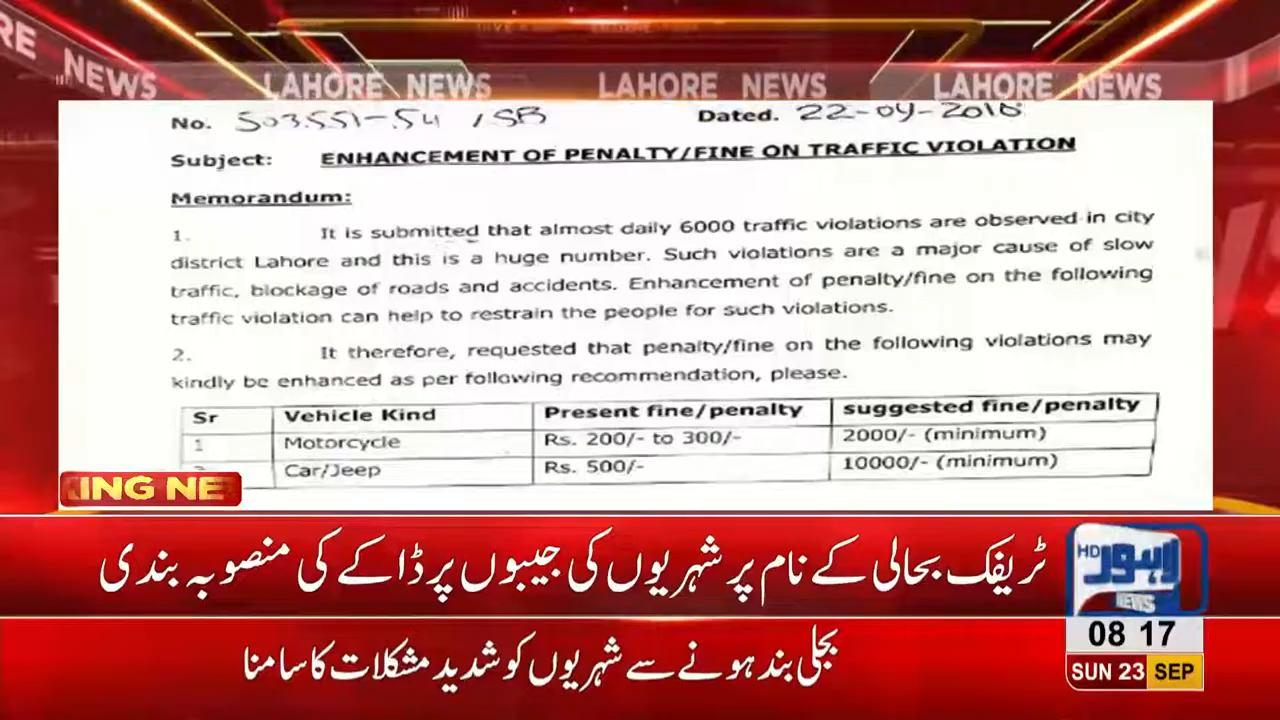 NEWS
LAHORE NEWS
LAHORE NEWS
LAHORE NEWS
No. 503551-54 /SB Dated. 22-09-2018
Subject: ENHANCEMENT OF PENALTY/FINE ON TRAFFIC VIOLATION
Memorandum:
1. It is submitted that almost daily 6000 traffic violations are observed in city
district Lahore and this is a huge number. Such violations are a major cause of slow
traffic, blockage of roads and accidents. Enhancement of penalty/fine on the following
traffic violation can help to restrain the people for such violations.
2. It therefore, requested that penalty/fine on the following violations may
kindly be enhanced as per following recommendation, please.
Sr Vehicle Kind Present fine/penalty suggested fine/penalty
1 Motorcycle Rs. 200/- to 300/- 2000/- (minimum)
Car/Jeep Rs. 500/- 10000/- (minimum)
KING NE
ٹریفک بحالی کے نام پر شہریوں کی جیبوں پر ڈاکے کی منصوبہ بندی
HD لاہور NEWS
08 17
بجلی بند ہونے سے شہریوں کو شدید مشکلات کا سامنا
SUN 23 SEP